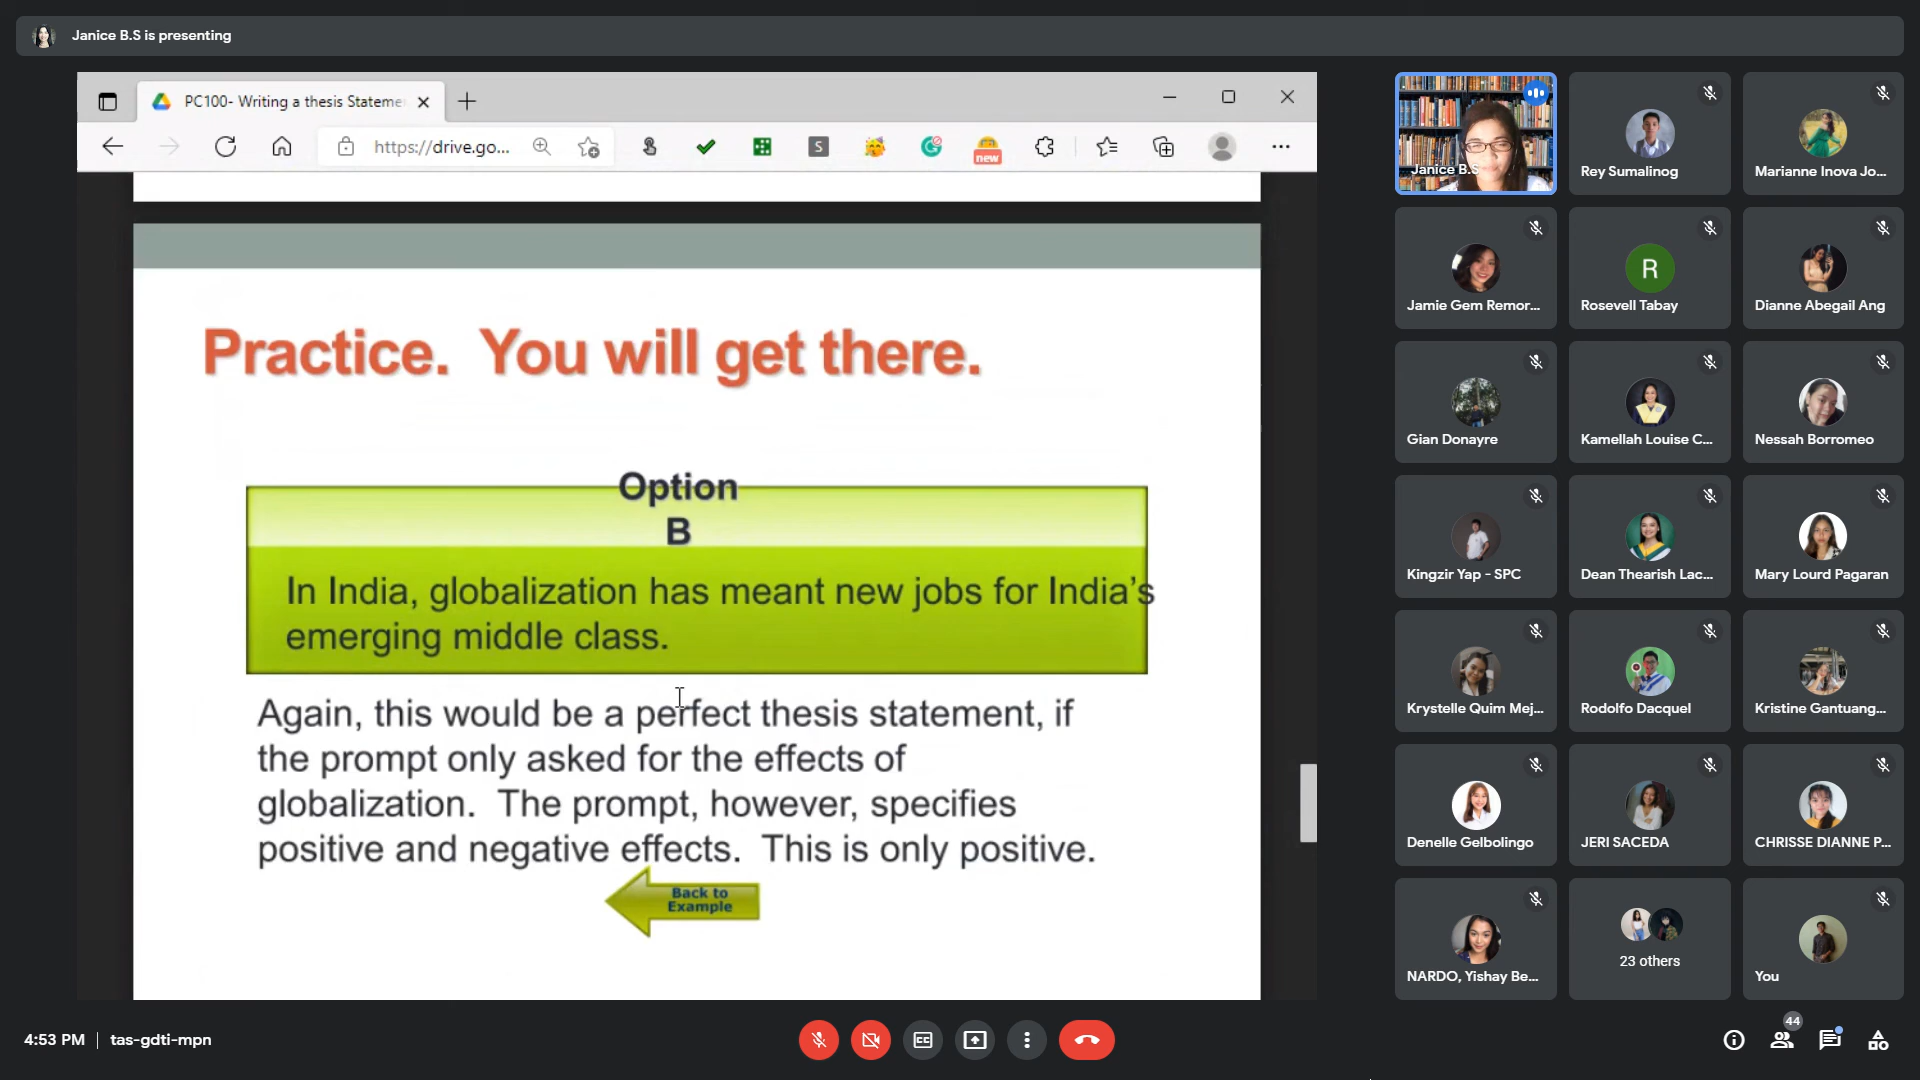 Janice B.S is presenting
PC100- Writing a thesis Stateme
https://drive.go...
S
new
Practice. You will get there.
Option
B
In India, globalization has meant new jobs for India’s
emerging middle class.
Again, this would be a perfect thesis statement, if
the prompt only asked for the effects of
globalization. The prompt, however, specifies
positive and negative effects. This is only positive.
Back to
Example
Janice B.S
Rey Sumalinog
Marianne Inova Jo...
Jamie Gem Remor...
R
Rosevell Tabay
Dianne Abegail Ang
Gian Donayre
Kamellah Louise C...
Nessah Borromeo
Kingzir Yap - SPC
Dean Thearish Lac...
Mary Lourd Pagaran
Krystelle Quim Mej...
Rodolfo Dacquel
Kristine Gantuang...
Denelle Gelbolingo
JERI SACEDA
CHRISSE DIANNE P...
NARDO, Yishay Be...
23 others
You
4:53 PM | tas-gdti-mpn
CC
44